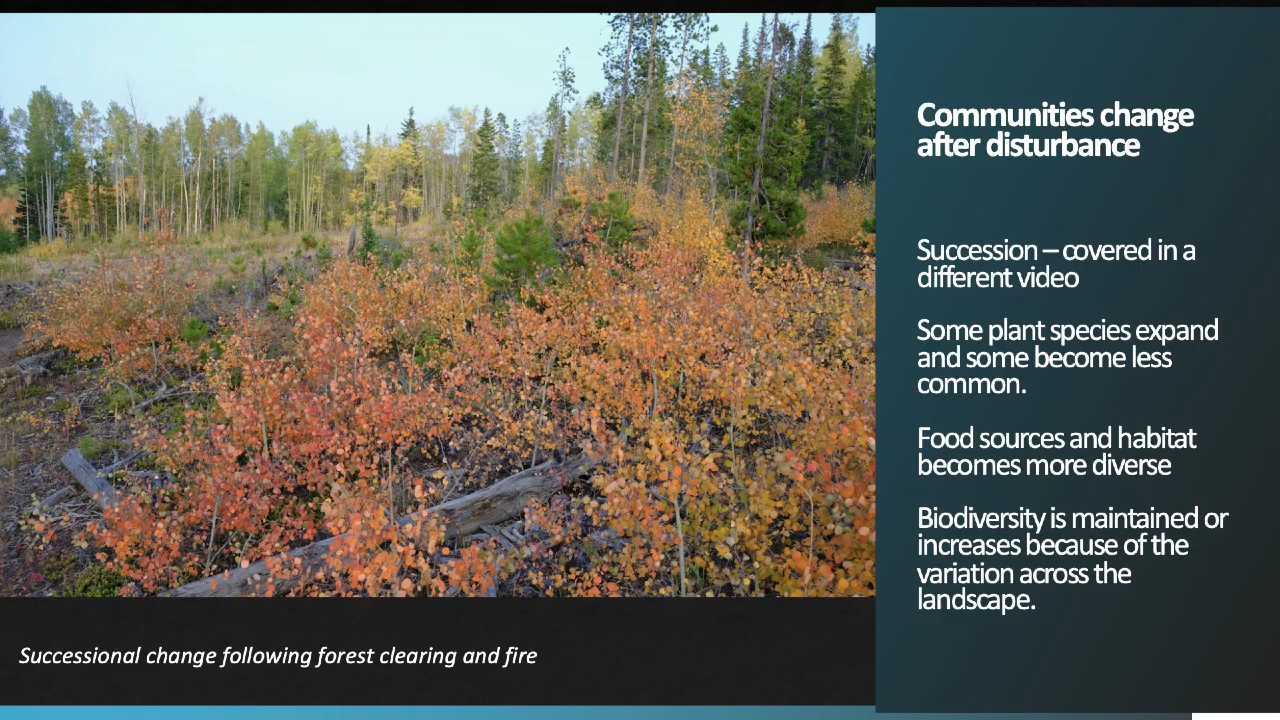 Communities change
after disturbance
Succession – covered in a
different video
Some plant species expand
and some become less
common.
Food sources and habitat
becomes more diverse
Biodiversity is maintained or
increases because of the
variation across the
landscape.
Successional change following forest clearing and fire